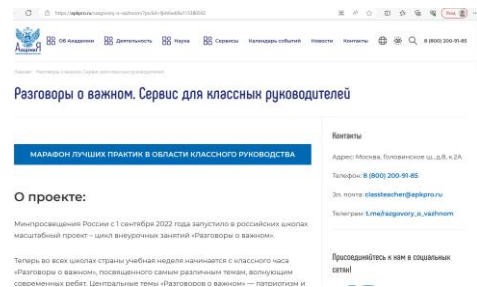 АкадемиЯ
Об Академии Деятельность Наука Сервисы Календарь событий Новости Контакты 8 (800) 200-91-85
Разговоры о важном. Сервис для классных руководителей
МАРАФОН ЛУЧШИХ ПРАКТИК В ОБЛАСТИ КЛАССНОГО РУКОВОДСТВА
О проекте:
Минпросвещения России с 1 сентября 2022 года запустило в российских школах
масштабный проект – цикл внеурочных занятий «Разговоры о важном».
Теперь во всех школах страны учебная неделя начинается с классного часа
«Разговоры о важном», посвященного самым различным темам, волнующим
современных ребят. Центральные темы «Разговоров о важном» — патриотизм и
Контакты
Адрес: Москва, Головинское ш., д.8, к.2А
Телефон: 8 (800) 200-91-85
Эл. почта: classteacher@apkpro.ru
Телеграм: t.me/razgovory_o_vazhnom
Присоединяйтесь к нам в социальных
сетях!